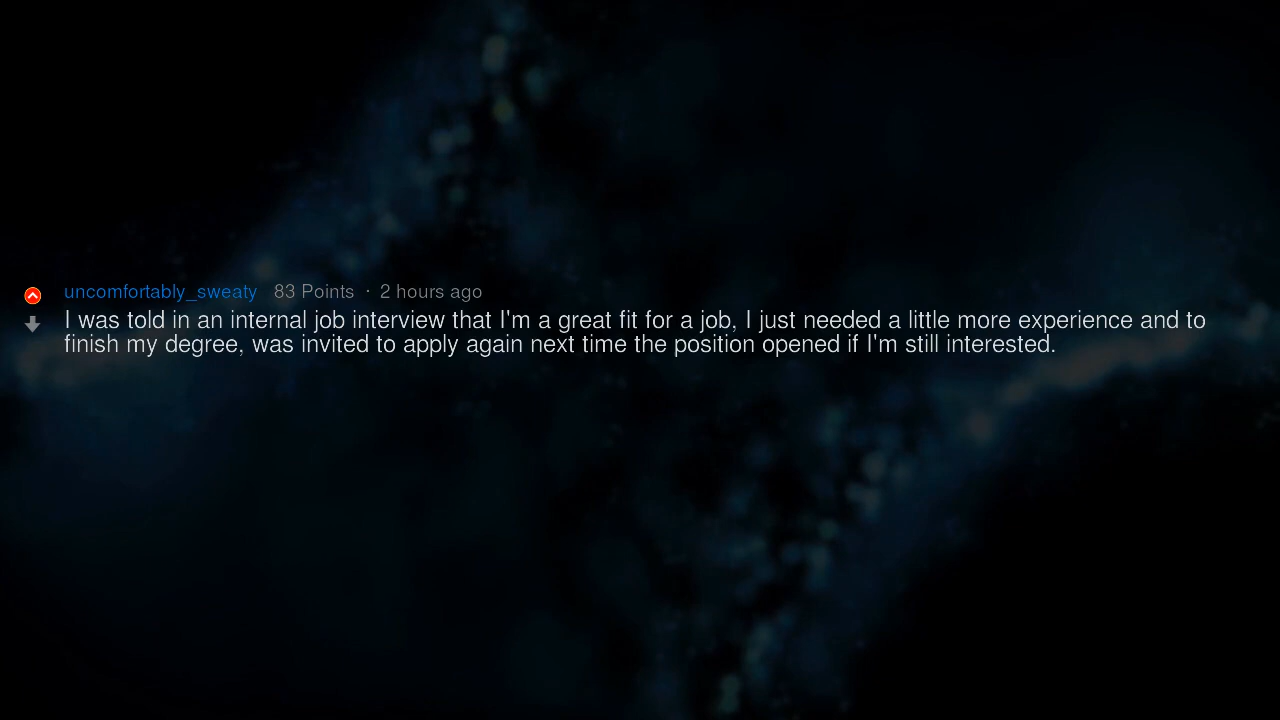 uncomfortably_sweaty 83 Points · 2 hours ago
I was told in an internal job interview that I'm a great fit for a job, I just needed a little more experience and to
finish my degree, was invited to apply again next time the position opened if I'm still interested.